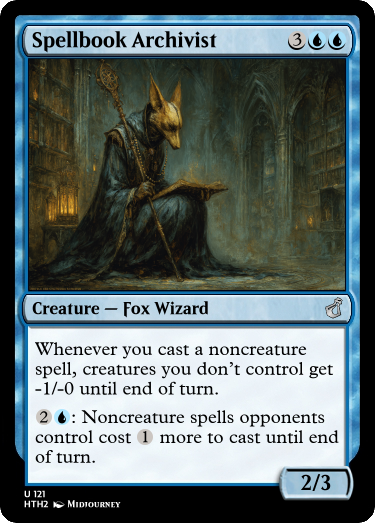 Spellbook Archivist 3
Creature — Fox Wizard
Whenever you cast a noncreature
spell, creatures you don't control get
-1/-0 until end of turn.
2: Noncreature spells opponents
control cost 1 more to cast until end
of turn.
2/3
U 121
HTH2 Midjourney